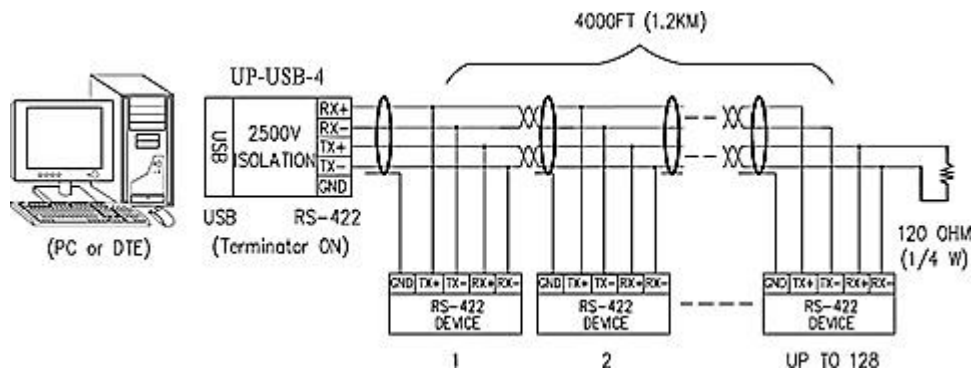 4000FT (1.2KM)
UP-USB-4
USB
2500V
ISOLATION
RX+
RX-
TX+
TX-
GND
USB RS-422
(Terminator ON)
(PC or DTE)
120 OHM
(1/4 W)
GND TX+ TX- RX+ RX-
RS-422
DEVICE
1
GND TX+ TX- RX+ RX-
RS-422
DEVICE
2
GND TX+ TX- RX+ RX-
RS-422
DEVICE
UP TO 128